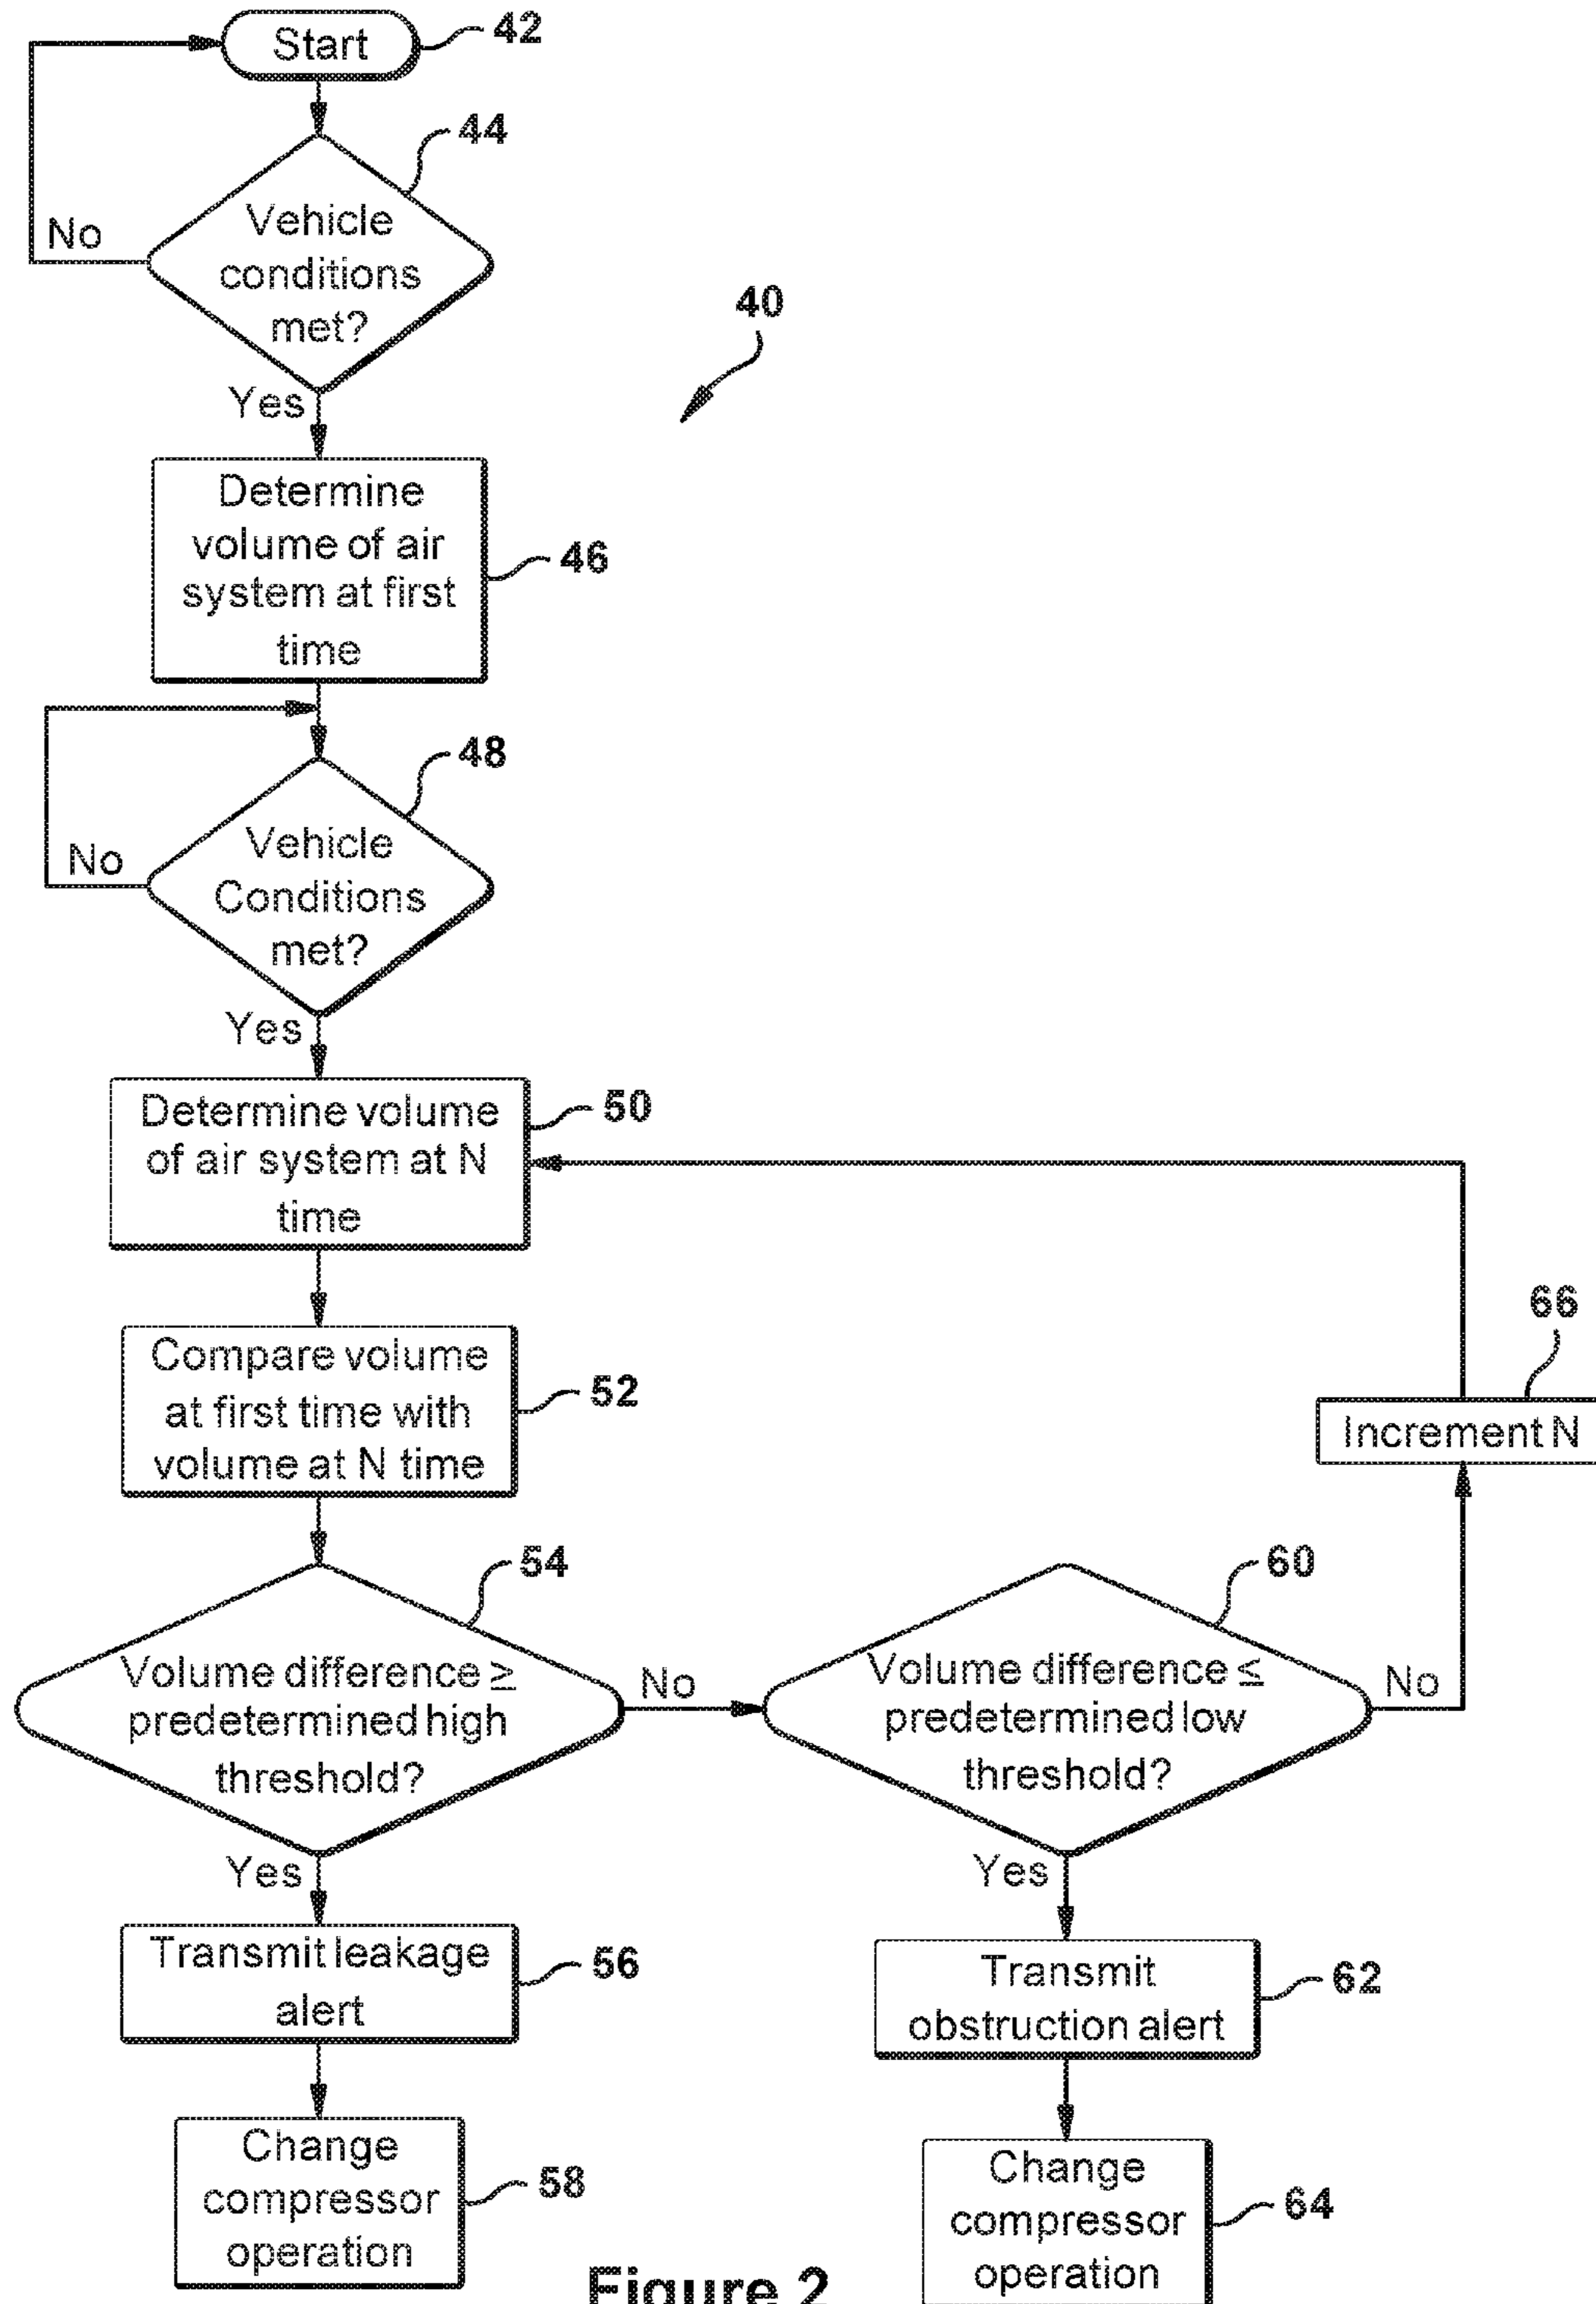 Start
42
44
Vehicle
conditions
met?
No
40
Yes
Determine
volume of air
system at first
time
46
48
Vehicle
Conditions
met?
No
Yes
Determine volume
of air system at N
time
50
Compare volume
at first time with
volume at N time
52
66
Increment N
54
Volume difference ≥
predetermined high
threshold?
No
60
Volume difference ≤
predetermined low
threshold?
No
Yes
Transmit leakage
alert
56
Yes
Transmit
obstruction alert
62
Change
compressor
operation
58
Change
compressor
operation
64
Figure 2